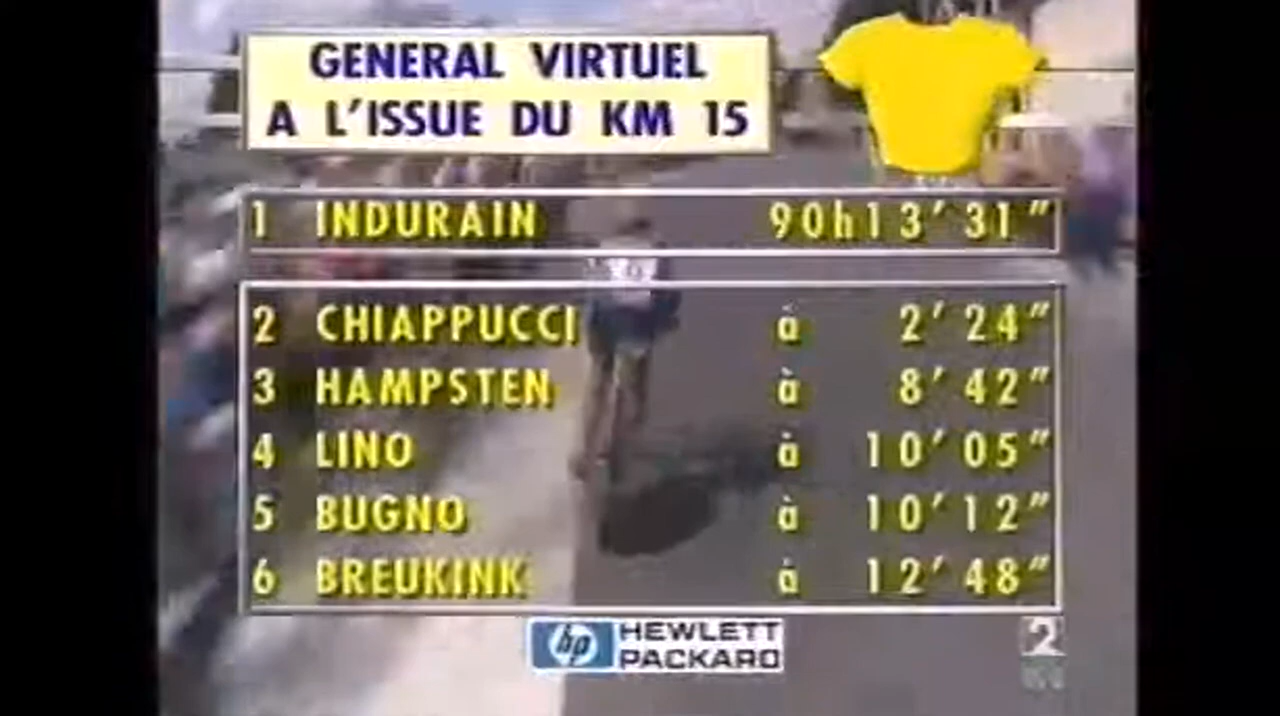 GENERAL VIRTUEL
A L'ISSUE DU KM 15
1 INDURAIN 90h13'31"
2 CHIAPPUCCI à 2'24"
3 HAMPSTEN à 8'42"
4 LINO à 10'05"
5 BUGNO à 10'12"
6 BREUKINK à 12'48"
hp HEWLETT
PACKARD
2